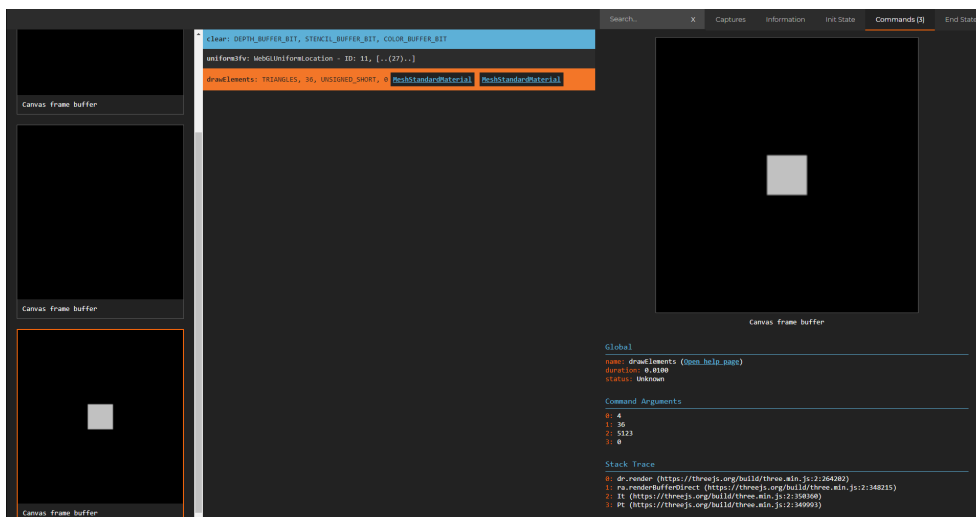 Search..
X
Captures
Information
Init State
Commands (3)
End State
clear: DEPTH_BUFFER_BIT, STENCIL_BUFFER_BIT, COLOR_BUFFER_BIT
uniform3fv: WebGLUniformLocation - ID: 11, [..(27)..]
drawElements: TRIANGLES, 36, UNSIGNED_SHORT, 0 MeshStandardMaterial MeshStandardMaterial
Canvas frame buffer
Canvas frame buffer
Canvas frame buffer
Canvas frame buffer
Global
name: drawElements (Open help page)
duration: 0.0100
status: Unknown
Command Arguments
0: 4
1: 36
2: 5123
3: 0
Stack Trace
0: dr.render (https://threejs.org/build/three.min.js:2:264202)
1: ra.renderBufferDirect (https://threejs.org/build/three.min.js:2:348215)
2: It (https://threejs.org/build/three.min.js:2:350360)
3: Pt (https://threejs.org/build/three.min.js:2:349993)